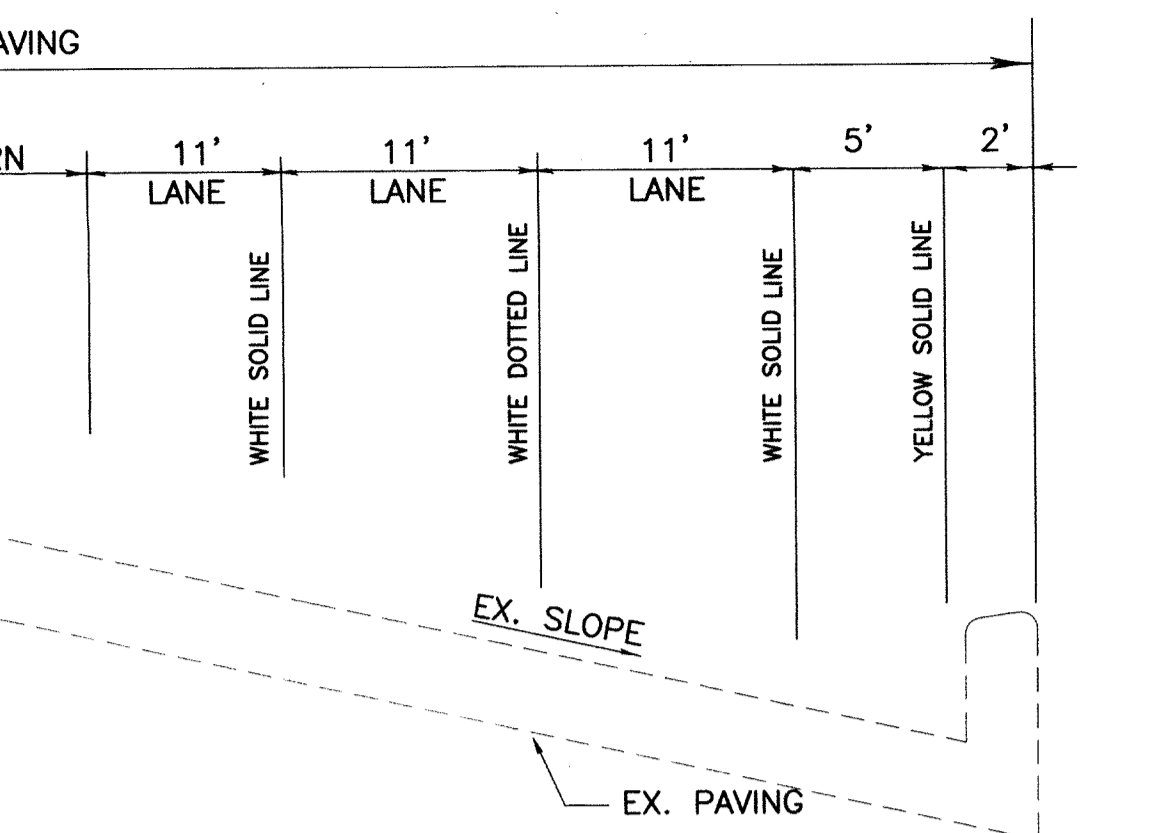 AVING
RN
11'
LANE
11'
LANE
11'
LANE
5'
2'
WHITE SOLID LINE
WHITE DOTTED LINE
WHITE SOLID LINE
YELLOW SOLID LINE
EX. SLOPE
EX. PAVING